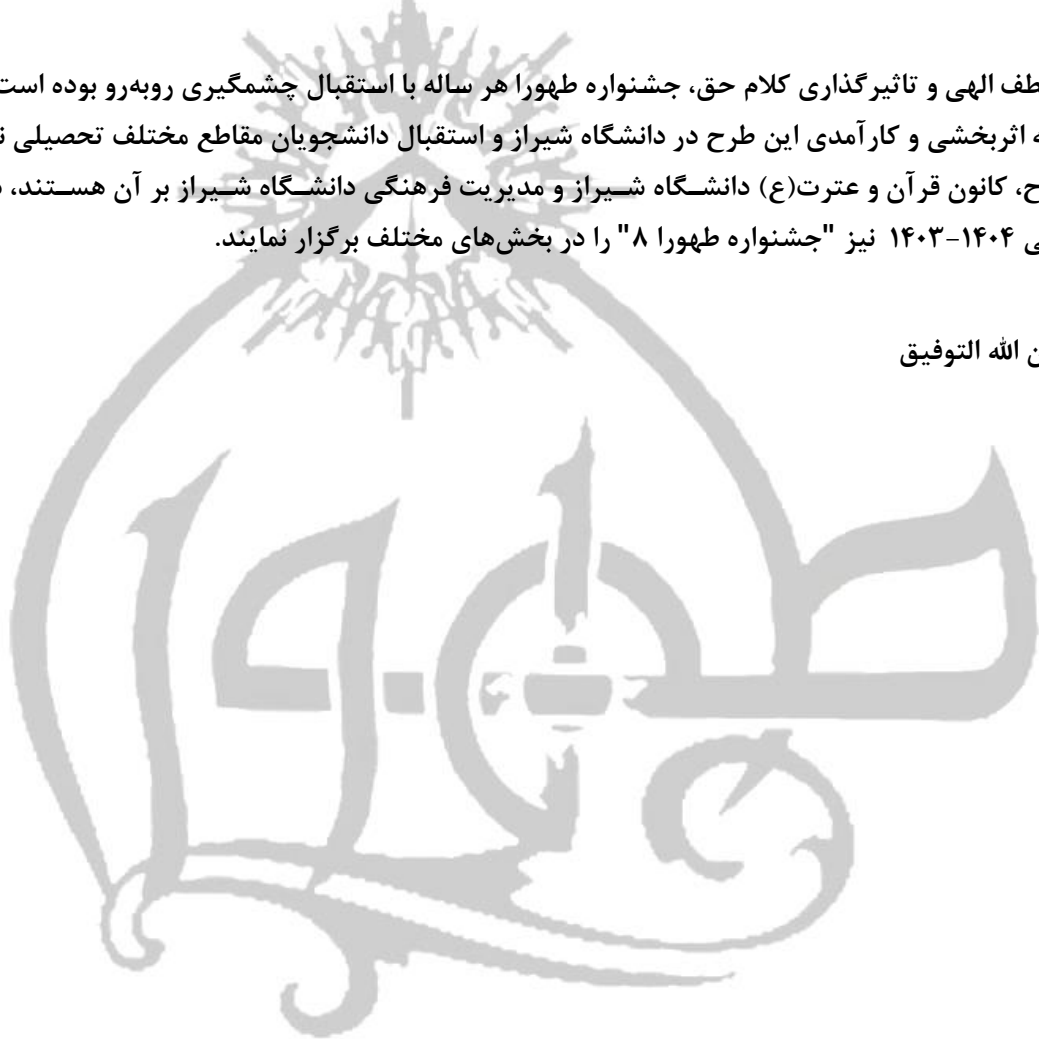 طف الهی و تاثیرگذاری کلام حق، جشنواره طهورا هر ساله با استقبال چشمگیری روبه‌رو بوده است
ه اثربخشی و کارآمدی این طرح در دانشگاه شیراز و استقبال دانشجویان مقاطع مختلف تحصیلی
ح، کانون قرآن و عترت(ع) دانشگاه شیراز و مدیریت فرهنگی دانشگاه شیراز بر آن هستند،
ی ۱۴۰۴-۱۴۰۳ نیز "جشنواره طهورا ۸" را در بخش‌های مختلف برگزار نمایند.
ن الله التوفیق
طهورا